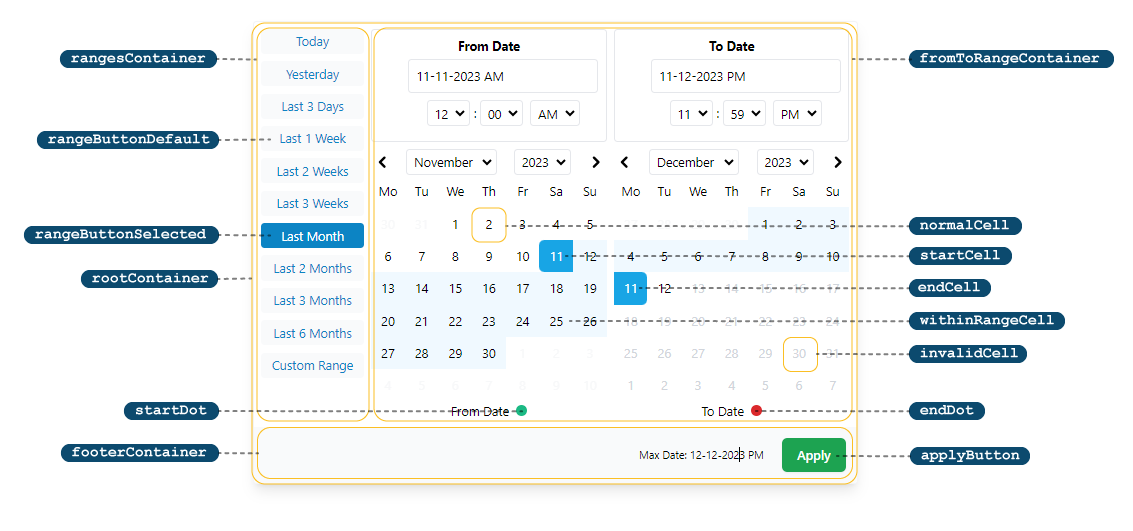 rangesContainer
rangeButtonDefault
rangeButtonSelected
rootContainer
startDot
footerContainer
Today
Yesterday
Last 3 Days
Last 1 Week
Last 2 Weeks
Last 3 Weeks
Last Month
Last 2 Months
Last 3 Months
Last 6 Months
Custom Range
From Date
11-11-2023 AM
12 : 00 AM
November 2023
Mo Tu We Th Fr Sa Su
30 31 1 2 3 4 5
6 7 8 9 10 11 12
13 14 15 16 17 18 19
20 21 22 23 24 25 26
27 28 29 30 1 2 3
4 5 6 7 8 9 10
From Date
To Date
11-12-2023 PM
11 : 59 PM
December 2023
Mo Tu We Th Fr Sa Su
27 28 29 30 1 2 3
4 5 6 7 8 9 10
11 12 13 14 15 16 17
18 19 20 21 22 23 24
25 26 27 28 29 30 31
1 2 3 4 5 6 7
To Date
Max Date: 12-12-2023 PM
Apply
fromToRangeContainer
normalCell
startCell
endCell
withinRangeCell
invalidCell
endDot
applyButton